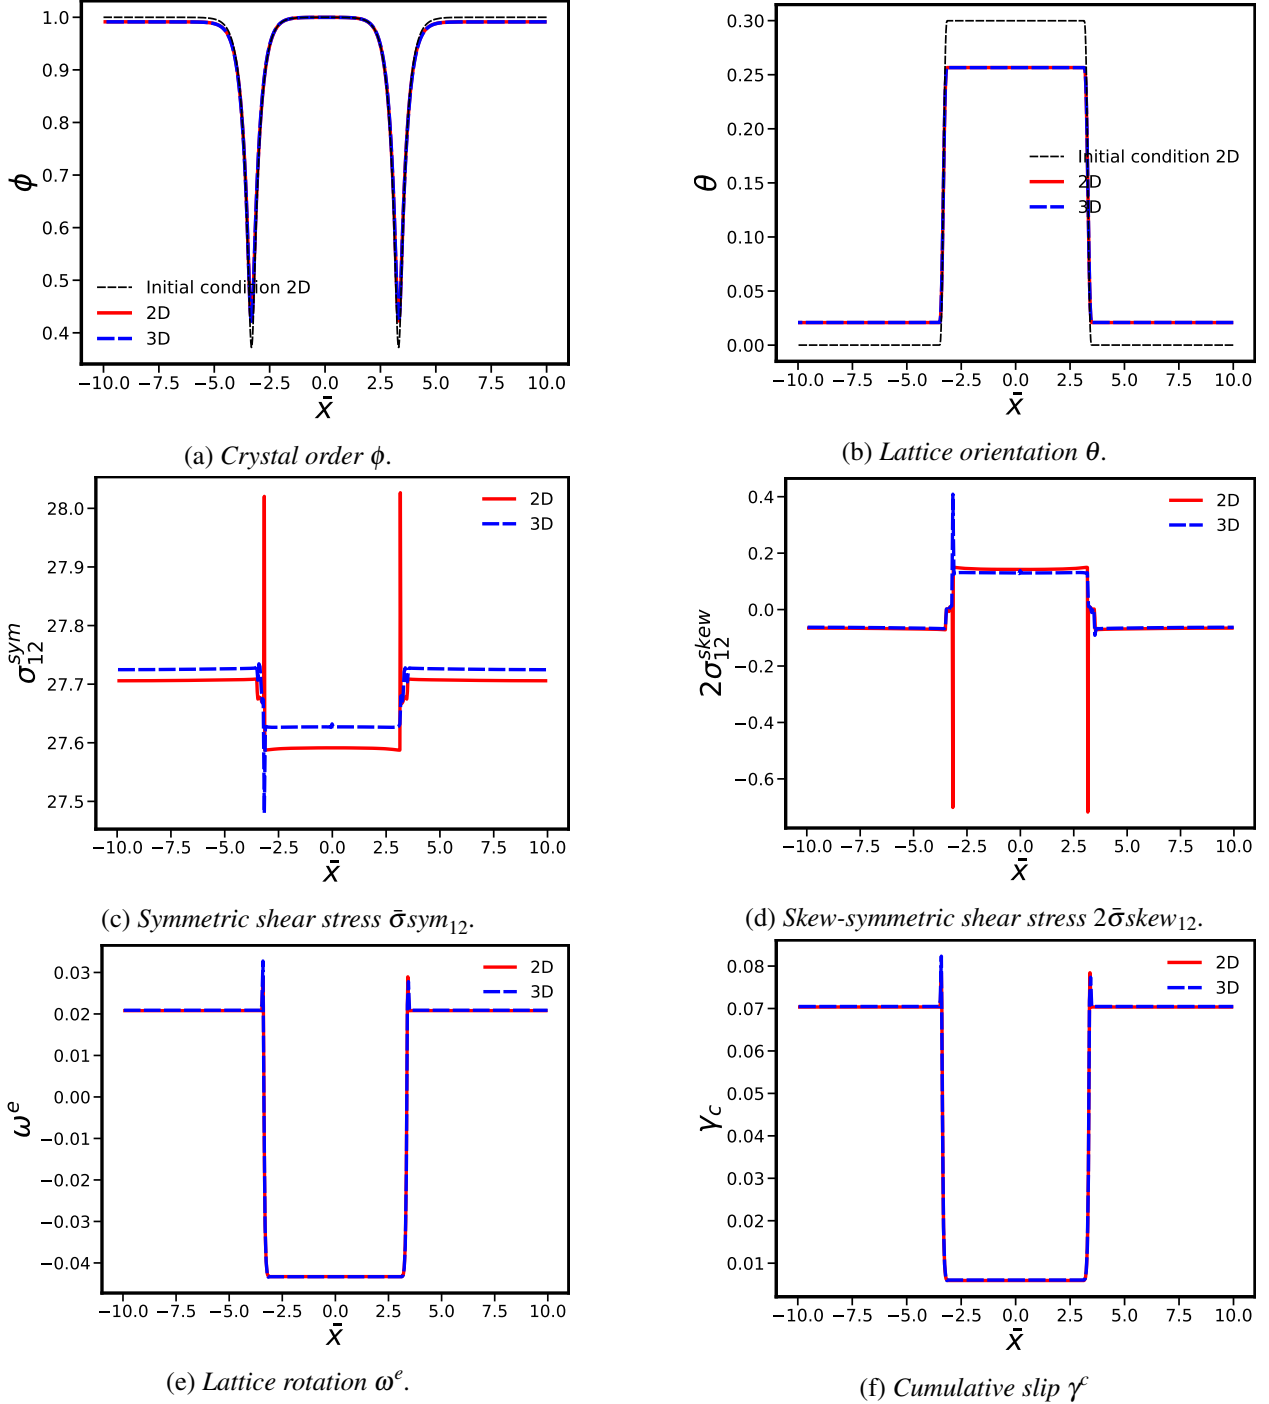 1.0
0.9
0.8
0.7
0.6
0.5
0.4
ϕ
Initial condition 2D
2D
3D
−10.0 −7.5 −5.0 −2.5 0.0 2.5 5.0 7.5 10.0
x̄
(a) Crystal order ϕ.
0.30
0.25
0.20
0.15
0.10
0.05
0.00
θ
Initial condition 2D
2D
3D
−10.0 −7.5 −5.0 −2.5 0.0 2.5 5.0 7.5 10.0
x̄
(b) Lattice orientation θ.
28.0
27.9
27.8
27.7
27.6
27.5
σ₁₂^sym
2D
3D
−10.0 −7.5 −5.0 −2.5 0.0 2.5 5.0 7.5 10.0
x̄
(c) Symmetric shear stress σ̄sym₁₂.
0.4
0.2
0.0
−0.2
−0.4
−0.6
2σ₁₂^skew
2D
3D
−10.0 −7.5 −5.0 −2.5 0.0 2.5 5.0 7.5 10.0
x̄
(d) Skew-symmetric shear stress 2σ̄skew₁₂.
0.03
0.02
0.01
0.00
−0.01
−0.02
−0.03
−0.04
ωᵉ
2D
3D
−10.0 −7.5 −5.0 −2.5 0.0 2.5 5.0 7.5 10.0
x̄
(e) Lattice rotation ωᵉ.
0.08
0.07
0.06
0.05
0.04
0.03
0.02
0.01
γ_c
2D
3D
−10.0 −7.5 −5.0 −2.5 0.0 2.5 5.0 7.5 10.0
x̄
(f) Cumulative slip γᶜ